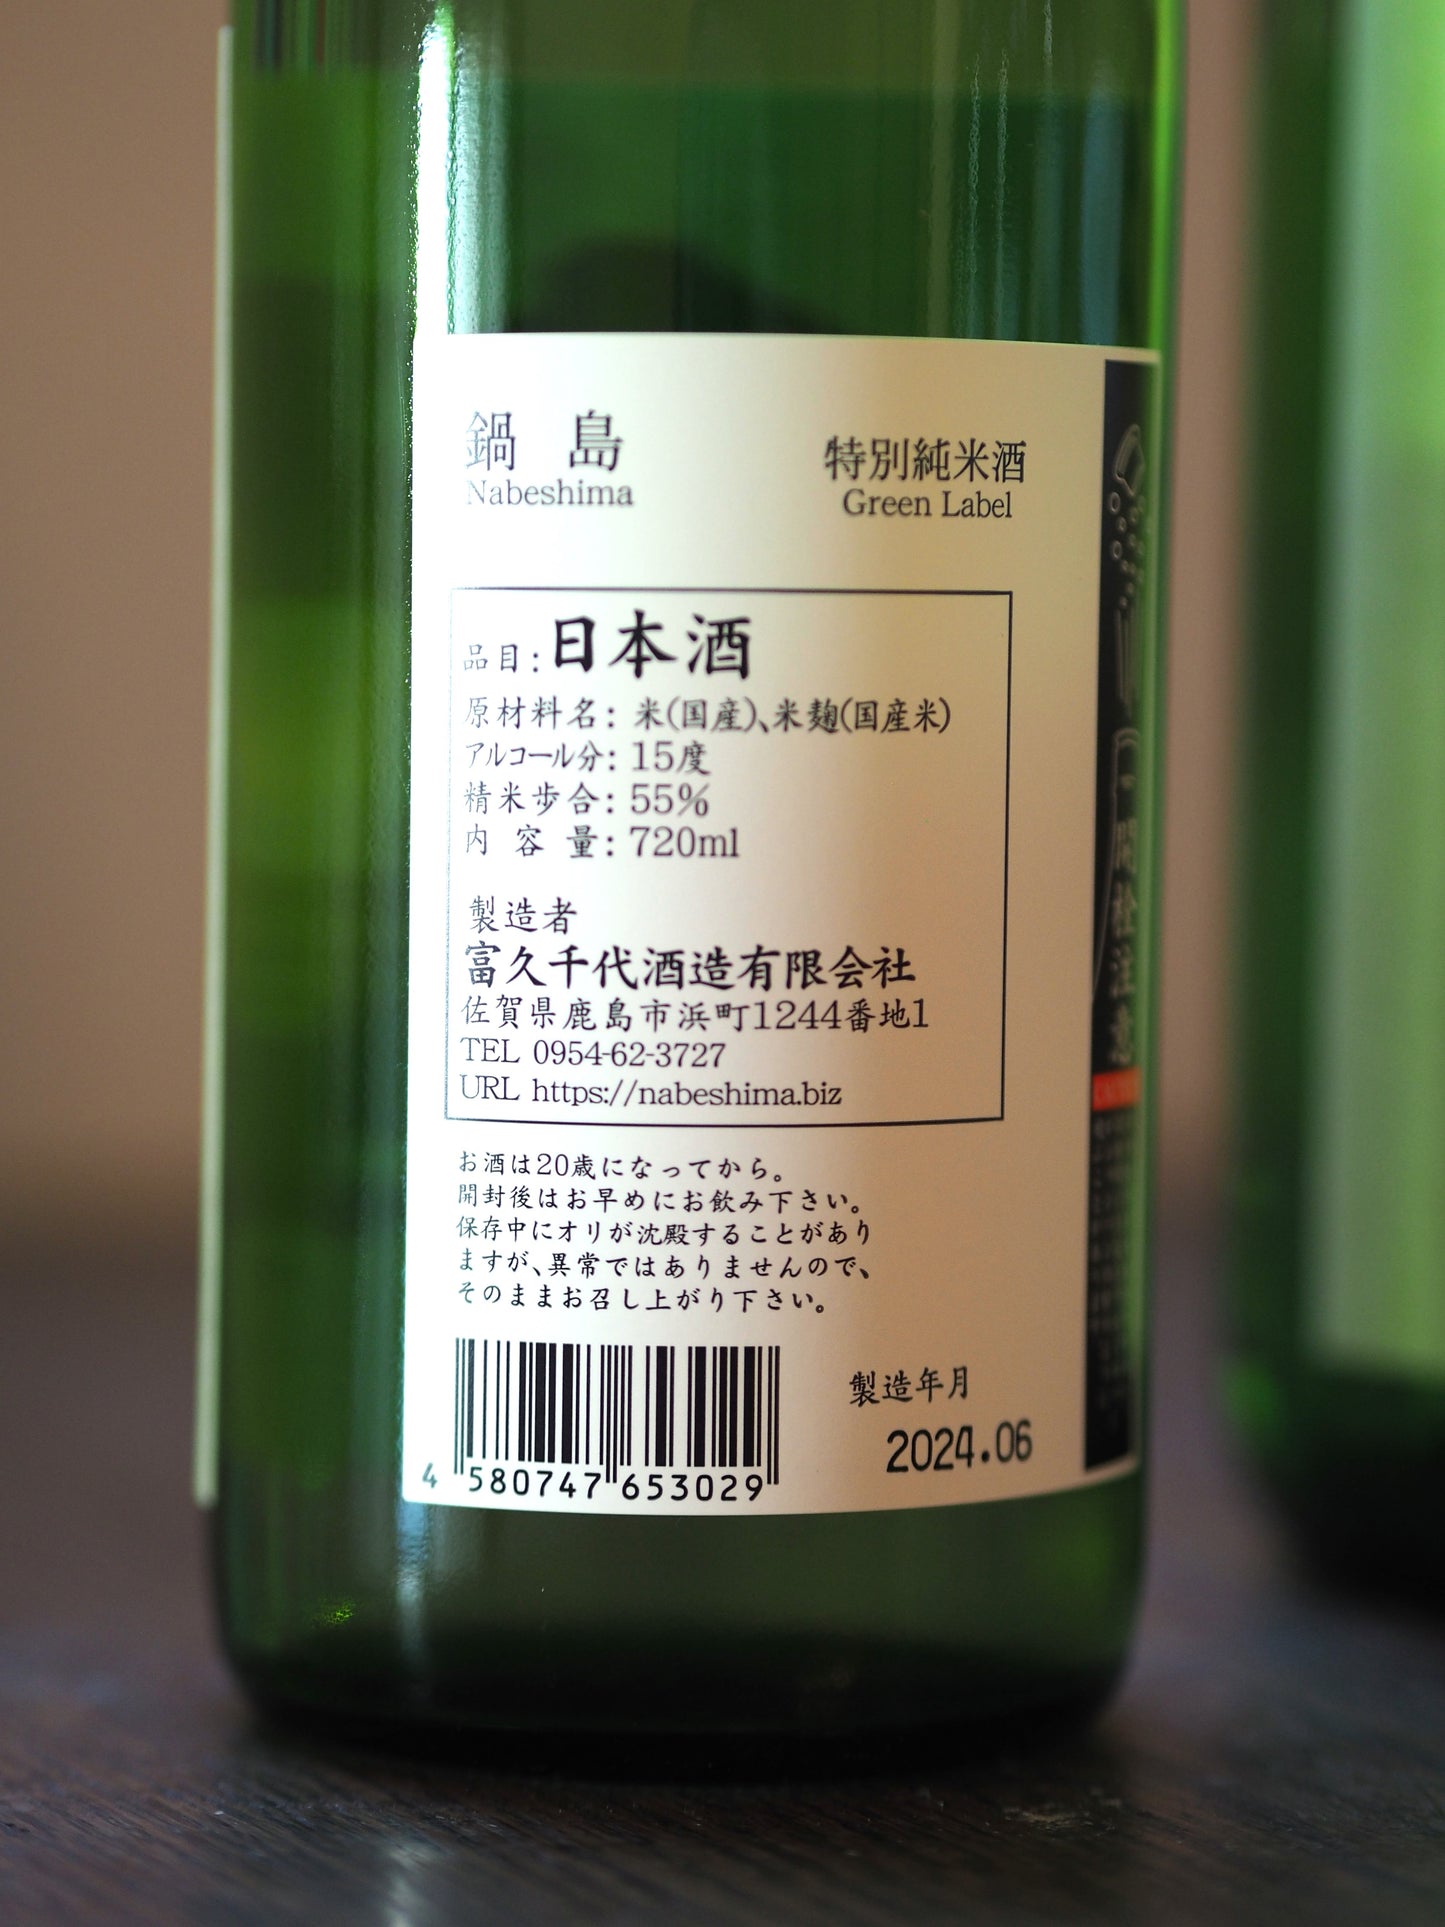 鍋島
Nabeshima
特別純米酒
Green Label
品目:日本酒
原材料名:米(国産)、米麹(国産米)
アルコール分:15度
精米歩合:55%
内容量:720ml
製造者
富久千代酒造有限会社
佐賀県鹿島市浜町1244番地1
TEL 0954-62-3727
URL https://nabeshima.biz
お酒は20歳になってから。
開封後はお早めにお飲み下さい。
保存中にオリが沈殿することがあり
ますが、異常ではありませんので、
そのままお召し上がり下さい。
4 580747 653029
製造年月
2024.06
開栓注意